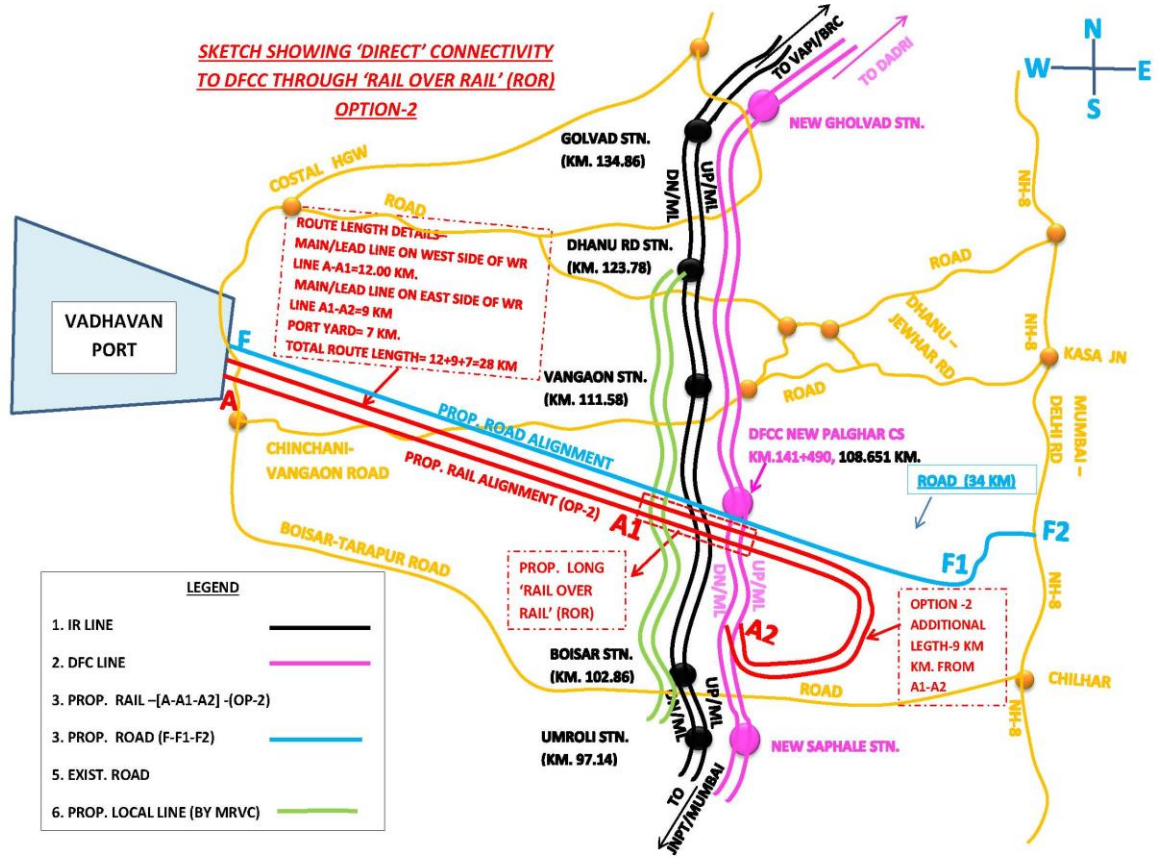 SKETCH SHOWING ‘DIRECT’ CONNECTIVITY
TO DFCC THROUGH ‘RAIL OVER RAIL’ (ROR)
OPTION-2
TO VAPI/BRC
TO DADRI
N
W
E
S
NEW GHOLVAD STN.
GOLVAD STN.
(KM. 134.86)
COSTAL HGW
ROAD
DN/ML
UP/ML
NH-8
ROUTE LENGTH DETAILS–
MAIN/LEAD LINE ON WEST SIDE OF WR
LINE A-A1=12.00 KM.
MAIN/LEAD LINE ON EAST SIDE OF WR
LINE A1-A2=9 KM
PORT YARD= 7 KM.
TOTAL ROUTE LENGTH= 12+9+7=28 KM
DHANU RD STN.
(KM. 123.78)
ROAD
DHANU –
JEWHAR RD
NH-8
KASA JN
VADHAVAN
PORT
F
A
VANGAON STN.
(KM. 111.58)
ROAD
MUMBAI –
DELHI RD
PROP. ROAD ALIGNMENT
PROP. RAIL ALIGNMENT (OP-2)
CHINCHANI-
VANGAON ROAD
DFCC NEW PALGHAR CS
KM.141+490, 108.651 KM.
ROAD (34 KM)
BOISAR-TARAPUR ROAD
A1
F1
F2
PROP. LONG
‘RAIL OVER
RAIL’ (ROR)
DN/ML
UP/ML
A2
NH-8
OPTION -2
ADDITIONAL
LEGTH-9 KM
KM. FROM
A1-A2
BOISAR STN.
(KM. 102.86)
DN/ML
UP/ML
ROAD
CHILHAR
NH-8
UMROLI STN.
(KM. 97.14)
NEW SAPHALE STN.
TO
JNPT/MUMBAI
LEGEND
1. IR LINE
2. DFC LINE
3. PROP. RAIL –[A-A1-A2] -(OP-2)
3. PROP. ROAD (F-F1-F2)
5. EXIST. ROAD
6. PROP. LOCAL LINE (BY MRVC)